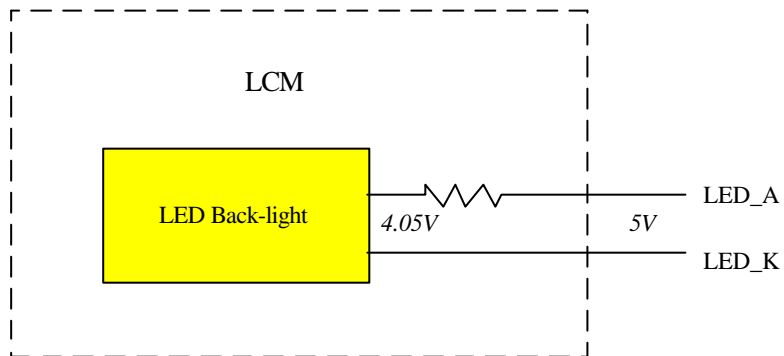 LCM
LED Back-light
4.05V
5V
LED_A
LED_K